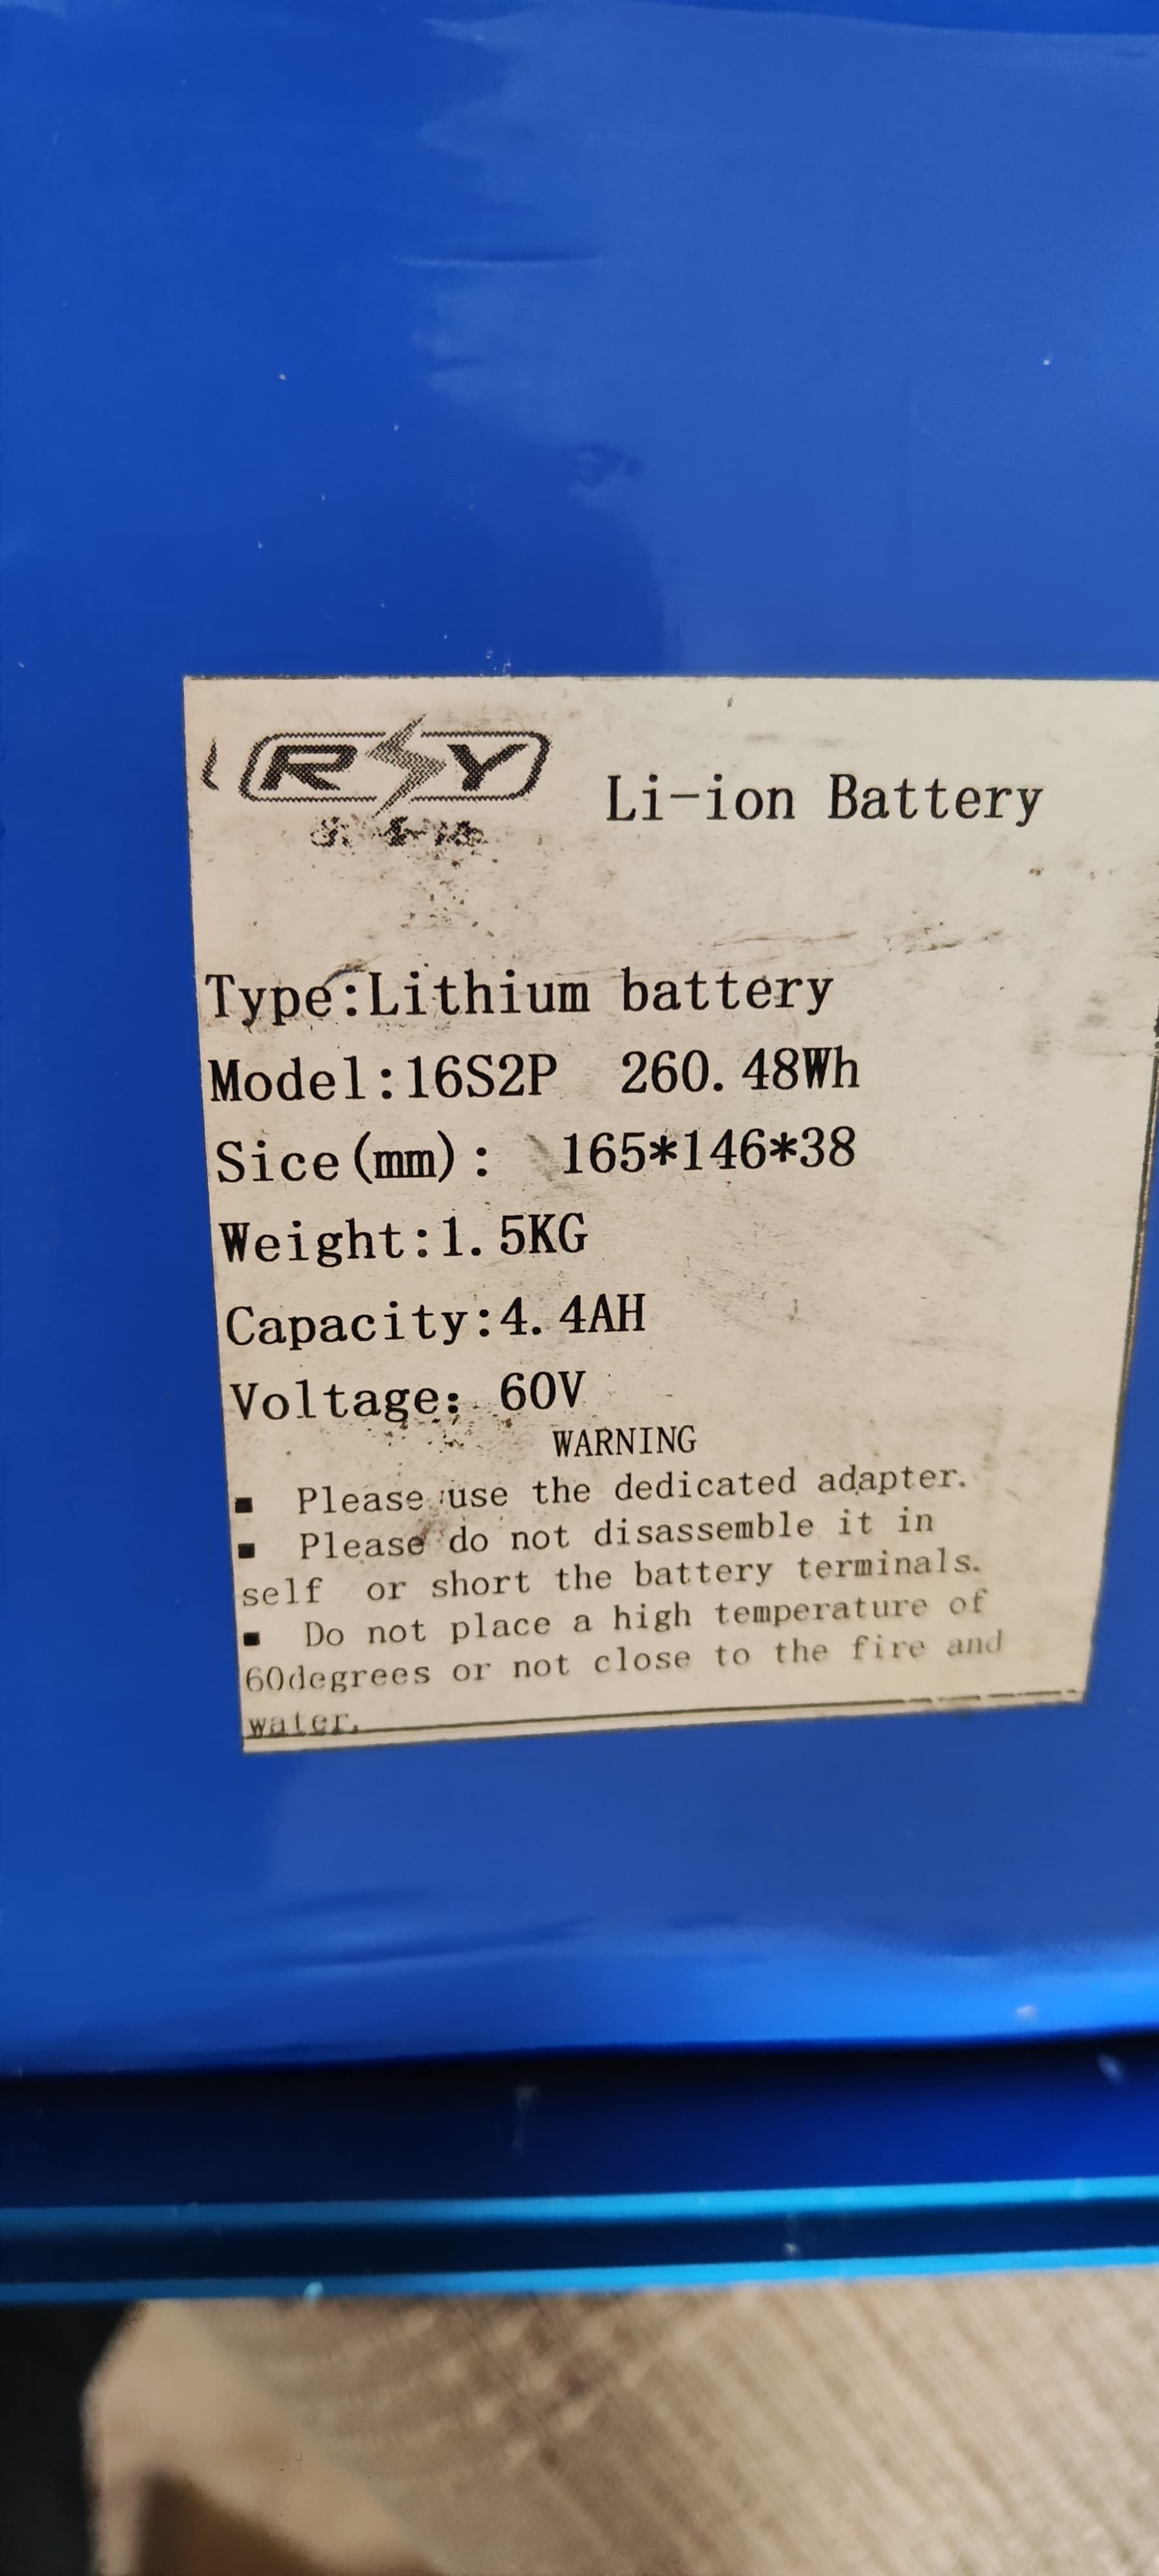 RSY
Li-ion Battery
Type:Lithium battery
Model:16S2P 260.48Wh
Sice(mm): 165*146*38
Weight:1.5KG
Capacity:4.4AH
Voltage: 60V
WARNING
▪ Please use the dedicated adapter.
▪ Please do not disassemble it in
self or short the battery terminals.
▪ Do not place a high temperature of
60degrees or not close to the fire and
water.